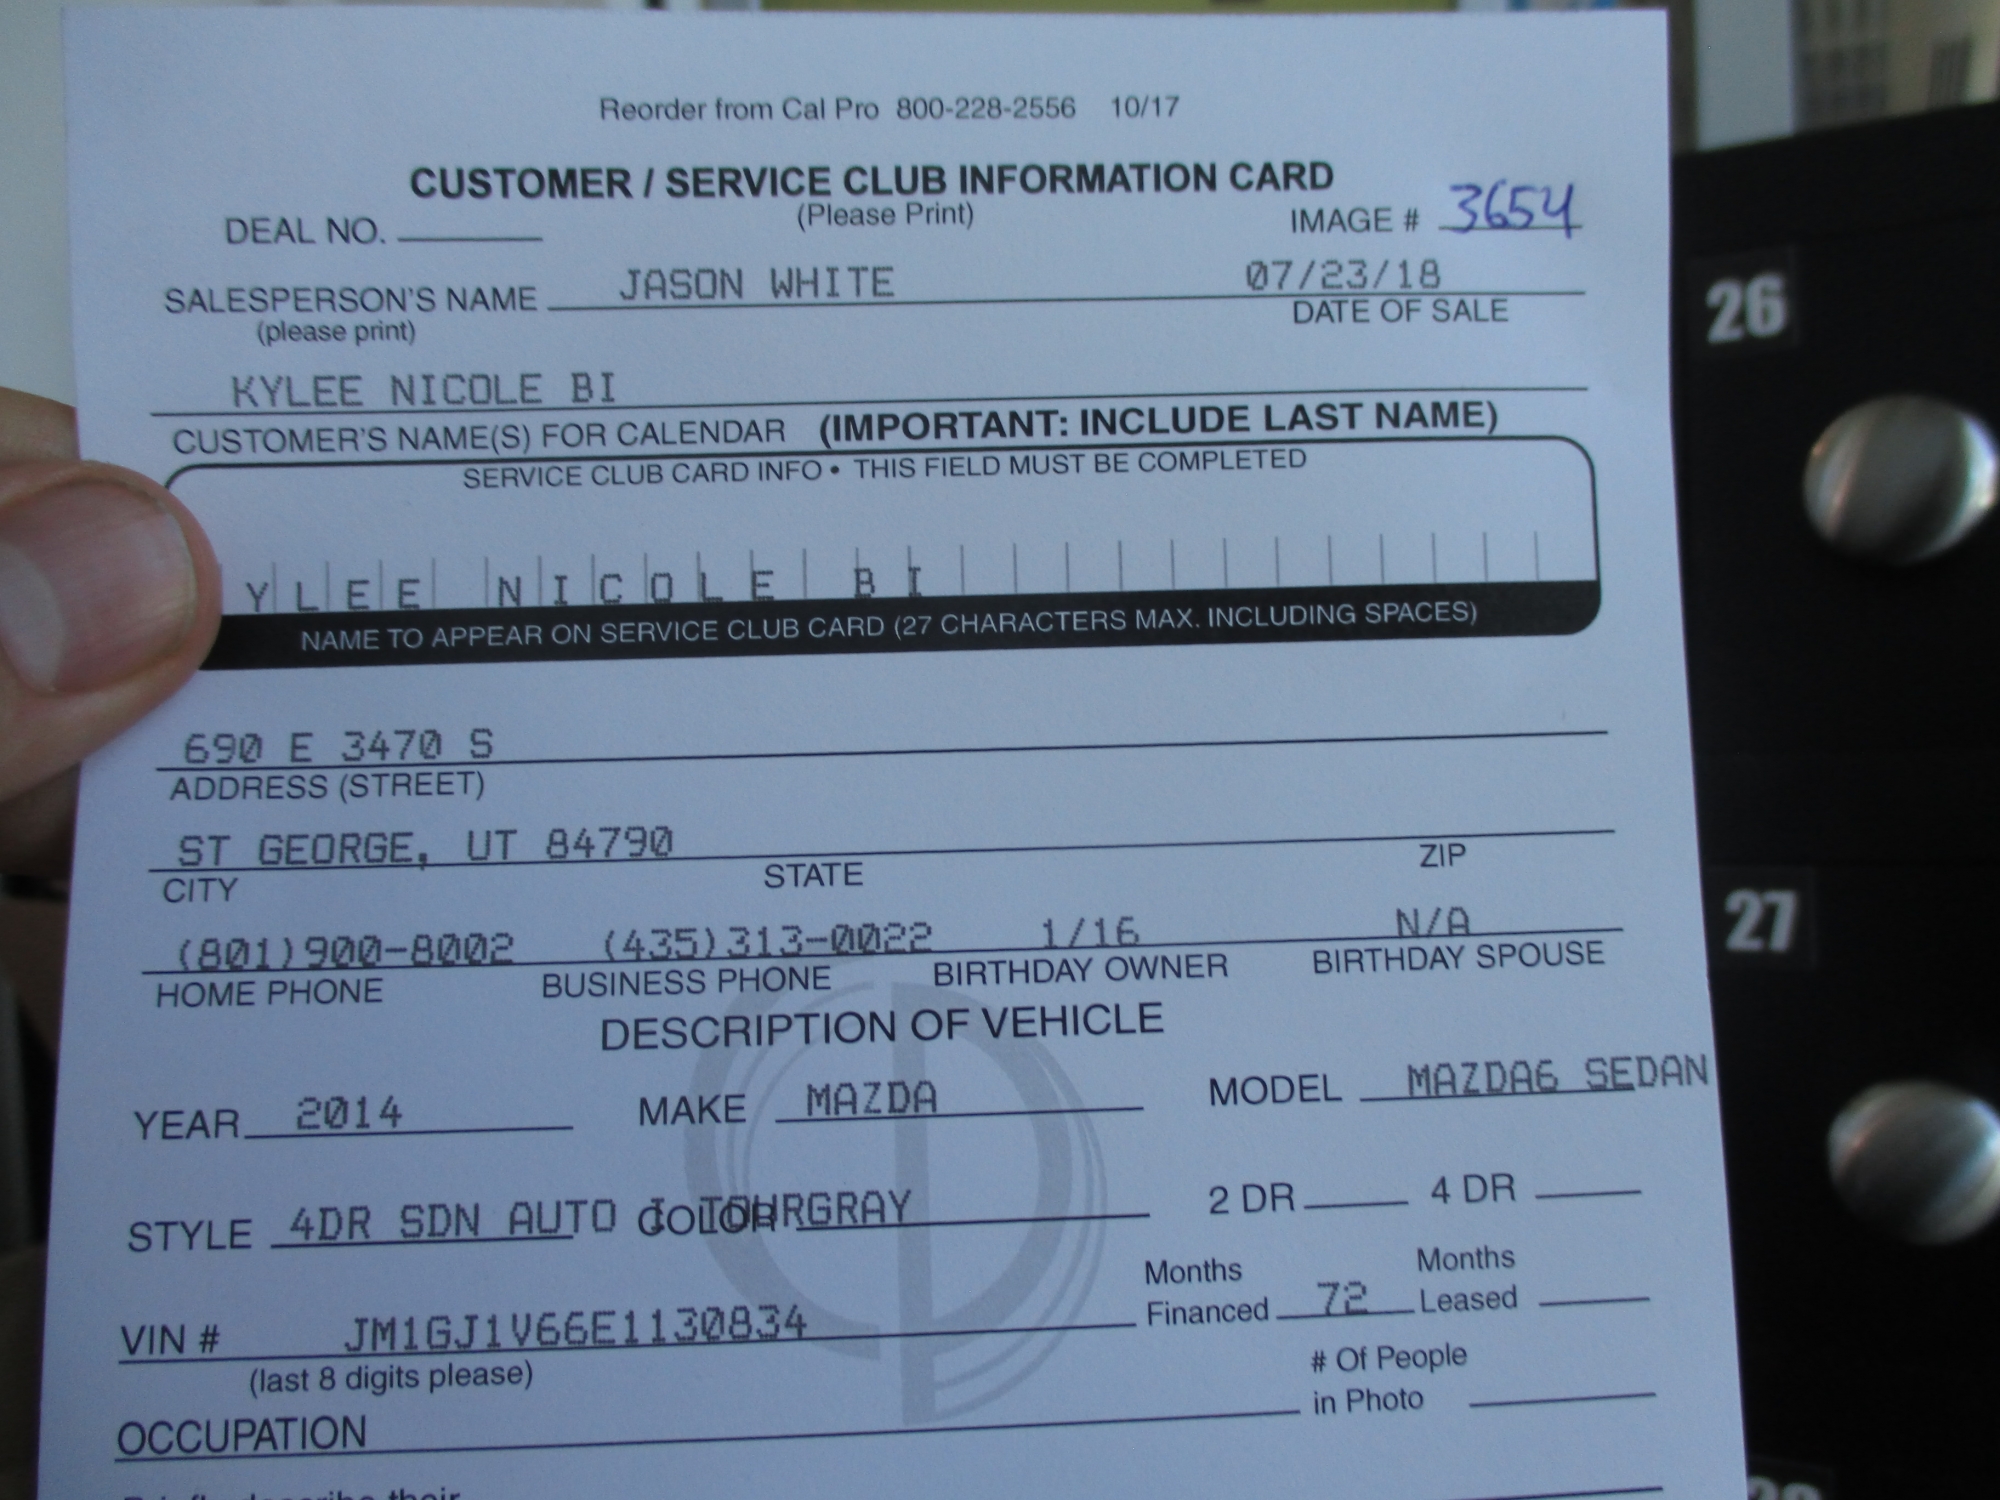 Reorder from Cal Pro 800-228-2556 10/17
CUSTOMER / SERVICE CLUB INFORMATION CARD
(Please Print)
DEAL NO.
IMAGE # 3654
SALESPERSON'S NAME JASON WHITE 07/23/18
(please print) DATE OF SALE
KYLEE NICOLE BI
CUSTOMER'S NAME(S) FOR CALENDAR (IMPORTANT: INCLUDE LAST NAME)
SERVICE CLUB CARD INFO • THIS FIELD MUST BE COMPLETED
YLEE NICOLE BI
NAME TO APPEAR ON SERVICE CLUB CARD (27 CHARACTERS MAX. INCLUDING SPACES)
690 E 3470 S
ADDRESS (STREET)
ST GEORGE, UT 84790
CITY STATE ZIP
(801)900-8002 (435)313-0022 1/16 N/A
HOME PHONE BUSINESS PHONE BIRTHDAY OWNER BIRTHDAY SPOUSE
DESCRIPTION OF VEHICLE
YEAR 2014 MAKE MAZDA MODEL MAZDA6 SEDAN
STYLE 4DR SDN AUTO COLOR GRAY 2 DR 4 DR
VIN # JM1GJ1V66E1130834 Months Financed 72 Months Leased
(last 8 digits please)
# Of People in Photo
OCCUPATION
26
27